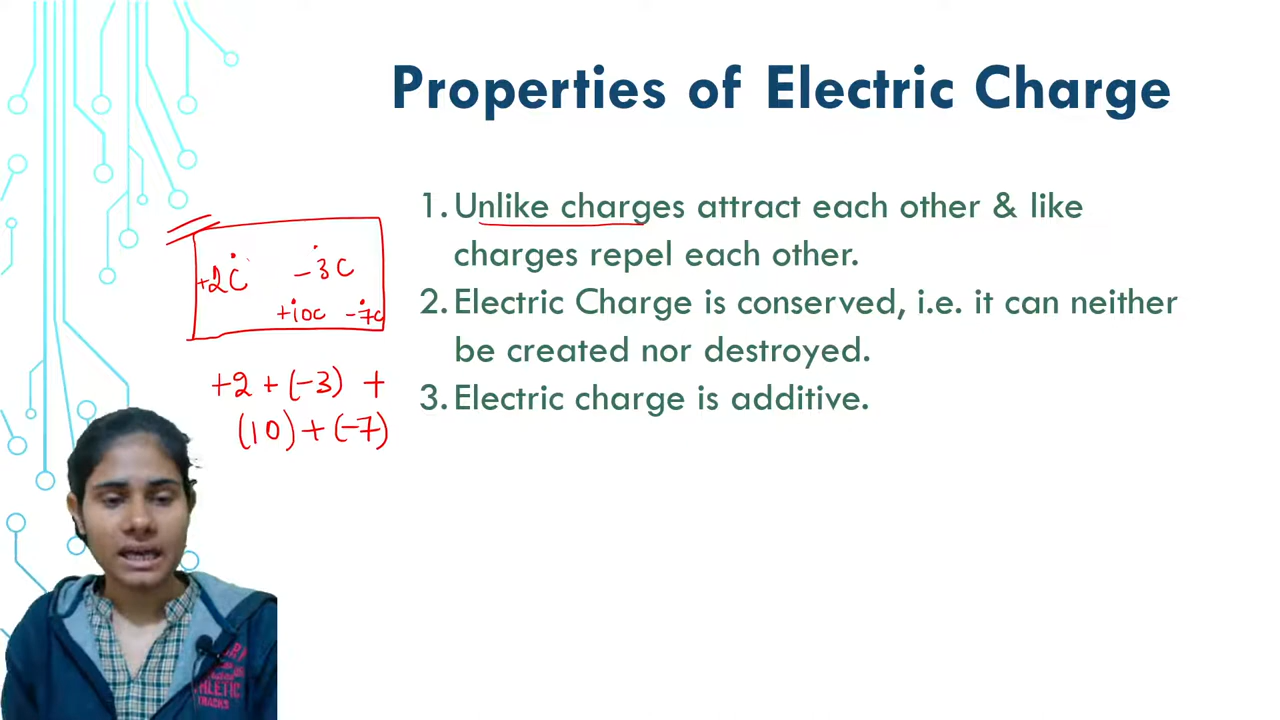 Properties of Electric Charge
1. Unlike charges attract each other & like
charges repel each other.
2. Electric Charge is conserved, i.e. it can neither
be created nor destroyed.
3. Electric charge is additive.
+2C -3C
+10C -7C
+2 + (-3) +
(10) + (-7)
ATHLETIC
TRACKS